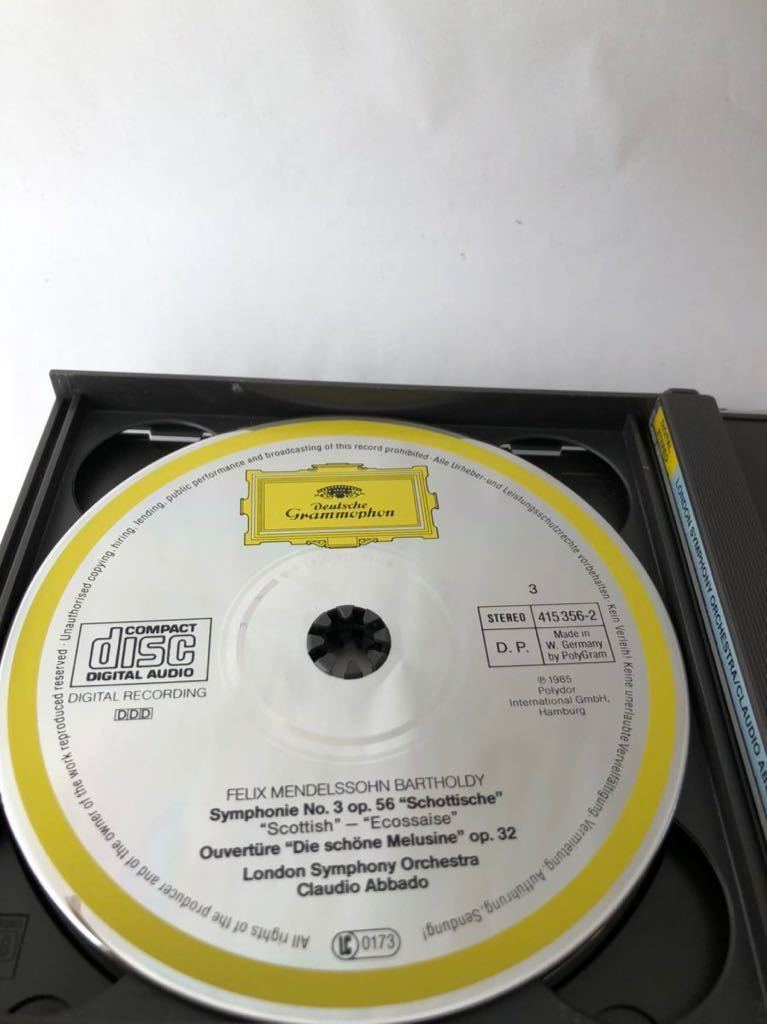 Unauthorised copying, hiring, lending, public performance and broadcasting of this record prohibited · Alle Urheber- und Leistungsschutzrechte vorbehalten · Kein Verleih! Keine unerlaubte Vervielfältigung, Vermietung, Aufführung, Sendung!
All rights of the producer and of the owner of the work reproduced reserved ·
Deutsche
Grammophon
COMPACT
disc
DIGITAL AUDIO
DIGITAL RECORDING
DDD
3
STEREO 415 356-2
D. P. Made in
W. Germany
by PolyGram
℗ 1985
Polydor
International GmbH,
Hamburg
FELIX MENDELSSOHN BARTHOLDY
Symphonie No. 3 op. 56 "Schottische"
"Scottish" – "Ecossaise"
Ouvertüre "Die schöne Melusine" op. 32
London Symphony Orchestra
Claudio Abbado
LC 0173
LONDON SYMPHONY ORCHESTRA/CLAUDIO